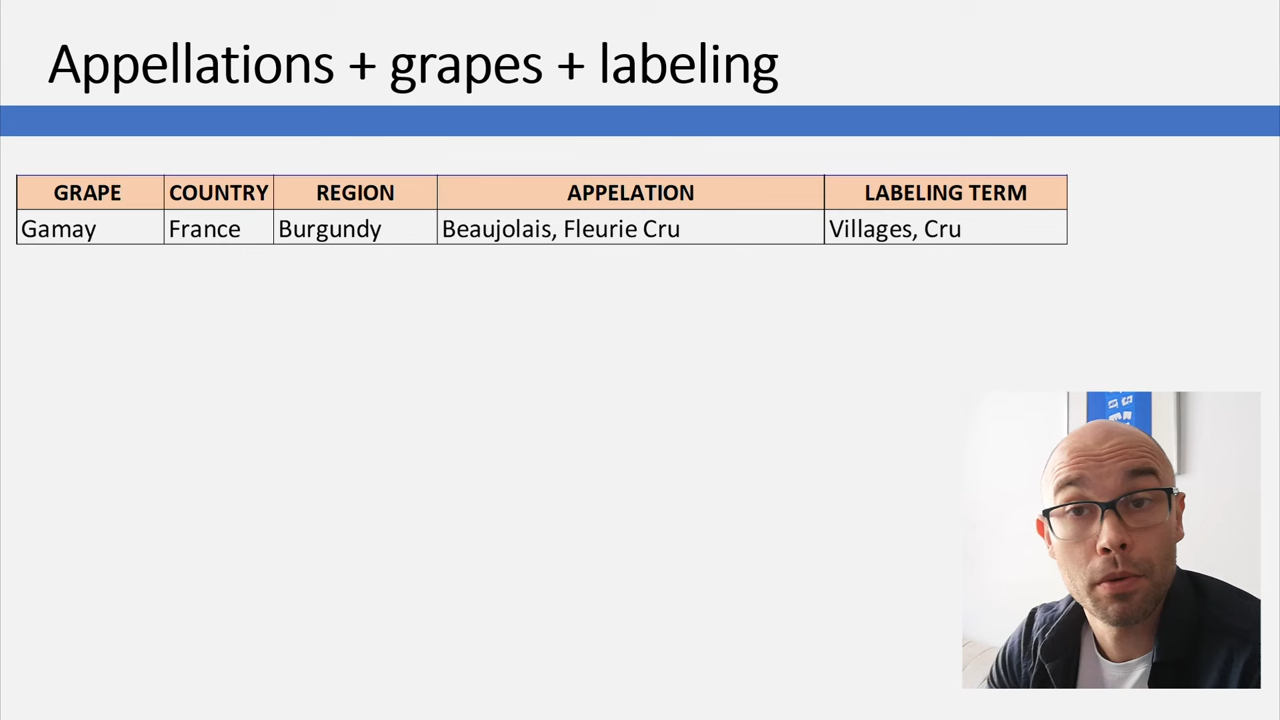 Appellations + grapes + labeling
GRAPE COUNTRY REGION APPELATION LABELING TERM
Gamay France Burgundy Beaujolais, Fleurie Cru Villages, Cru